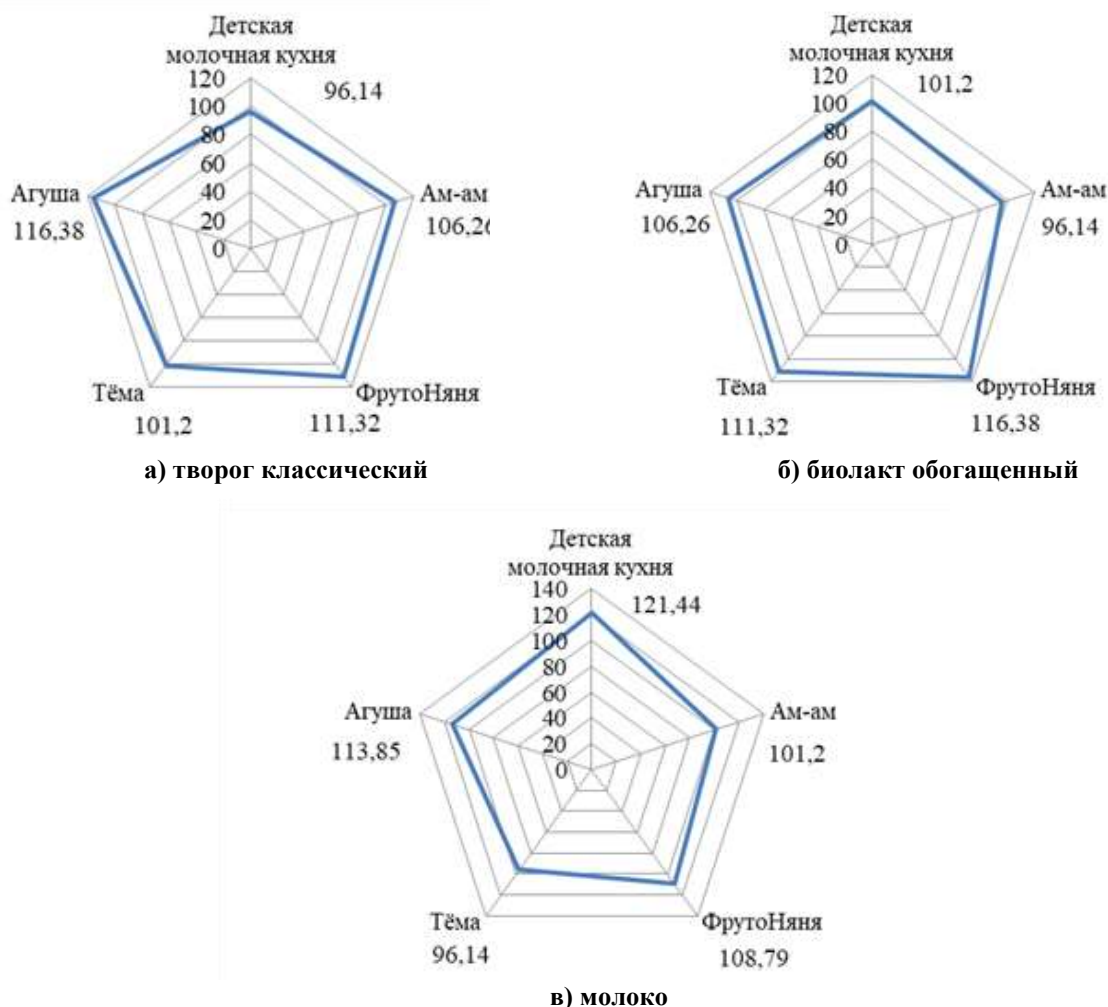 Детская
молочная кухня
96,14
120
100
80
60
40
20
0
Ам-ам
106,26
ФрутоНяня
111,32
Тёма
101,2
Агуша
116,38
а) творог классический
Детская
молочная кухня
101,2
120
100
80
60
40
20
0
Ам-ам
96,14
ФрутоНяня
116,38
Тёма
111,32
Агуша
106,26
б) биолакт обогащенный
Детская
молочная кухня
121,44
140
120
100
80
60
40
20
0
Ам-ам
101,2
ФрутоНяня
108,79
Тёма
96,14
Агуша
113,85
в) молоко